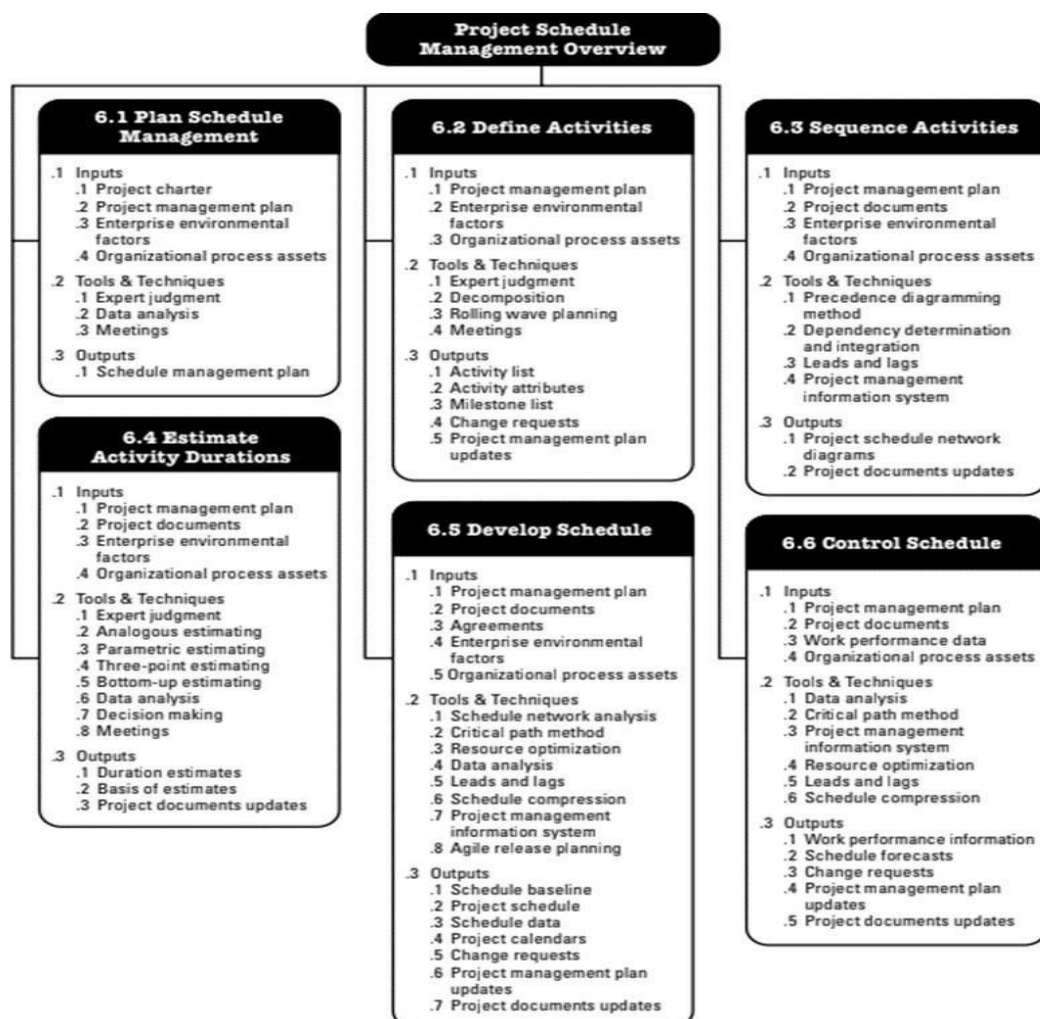 Project Schedule
Management Overview
6.1 Plan Schedule
Management
.1 Inputs
.1 Project charter
.2 Project management plan
.3 Enterprise environmental
factors
.4 Organizational process assets
.2 Tools & Techniques
.1 Expert judgment
.2 Data analysis
.3 Meetings
.3 Outputs
.1 Schedule management plan
6.2 Define Activities
.1 Inputs
.1 Project management plan
.2 Enterprise environmental
factors
.3 Organizational process assets
.2 Tools & Techniques
.1 Expert judgment
.2 Decomposition
.3 Rolling wave planning
.4 Meetings
.3 Outputs
.1 Activity list
.2 Activity attributes
.3 Milestone list
.4 Change requests
.5 Project management plan
updates
6.3 Sequence Activities
.1 Inputs
.1 Project management plan
.2 Project documents
.3 Enterprise environmental
factors
.4 Organizational process assets
.2 Tools & Techniques
.1 Precedence diagramming
method
.2 Dependency determination
and integration
.3 Leads and lags
.4 Project management
information system
.3 Outputs
.1 Project schedule network
diagrams
.2 Project documents updates
6.4 Estimate
Activity Durations
.1 Inputs
.1 Project management plan
.2 Project documents
.3 Enterprise environmental
factors
.4 Organizational process assets
.2 Tools & Techniques
.1 Expert judgment
.2 Analogous estimating
.3 Parametric estimating
.4 Three-point estimating
.5 Bottom-up estimating
.6 Data analysis
.7 Decision making
.8 Meetings
.3 Outputs
.1 Duration estimates
.2 Basis of estimates
.3 Project documents updates
6.5 Develop Schedule
.1 Inputs
.1 Project management plan
.2 Project documents
.3 Agreements
.4 Enterprise environmental
factors
.5 Organizational process assets
.2 Tools & Techniques
.1 Schedule network analysis
.2 Critical path method
.3 Resource optimization
.4 Data analysis
.5 Leads and lags
.6 Schedule compression
.7 Project management
information system
.8 Agile release planning
.3 Outputs
.1 Schedule baseline
.2 Project schedule
.3 Schedule data
.4 Project calendars
.5 Change requests
.6 Project management plan
updates
.7 Project documents updates
6.6 Control Schedule
.1 Inputs
.1 Project management plan
.2 Project documents
.3 Work performance data
.4 Organizational process assets
.2 Tools & Techniques
.1 Data analysis
.2 Critical path method
.3 Project management
information system
.4 Resource optimization
.5 Leads and lags
.6 Schedule compression
.3 Outputs
.1 Work performance information
.2 Schedule forecasts
.3 Change requests
.4 Project management plan
updates
.5 Project documents updates